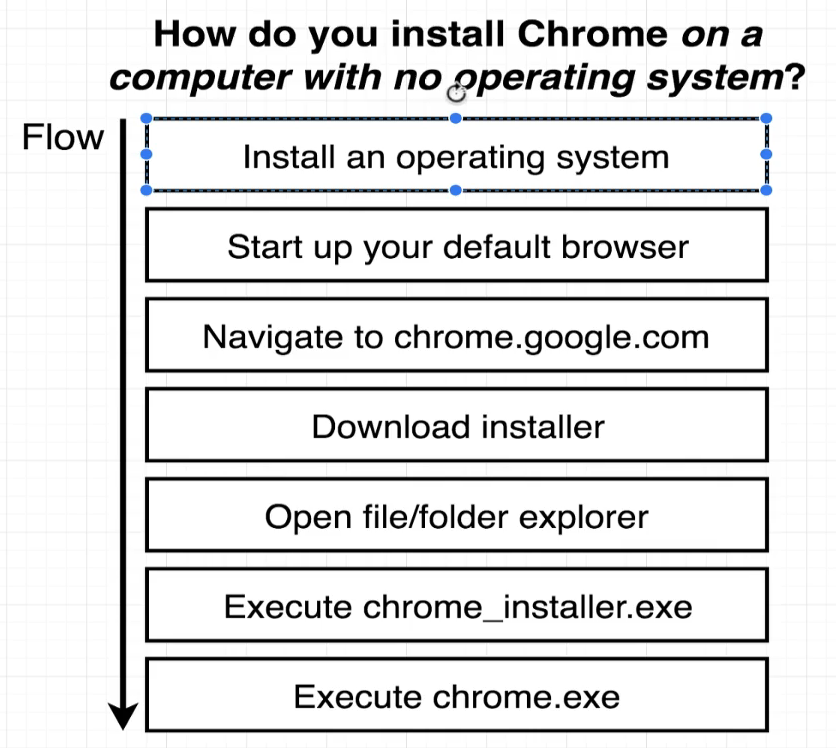 How do you install Chrome on a
computer with no operating system?
Flow
Install an operating system
Start up your default browser
Navigate to chrome.google.com
Download installer
Open file/folder explorer
Execute chrome_installer.exe
Execute chrome.exe